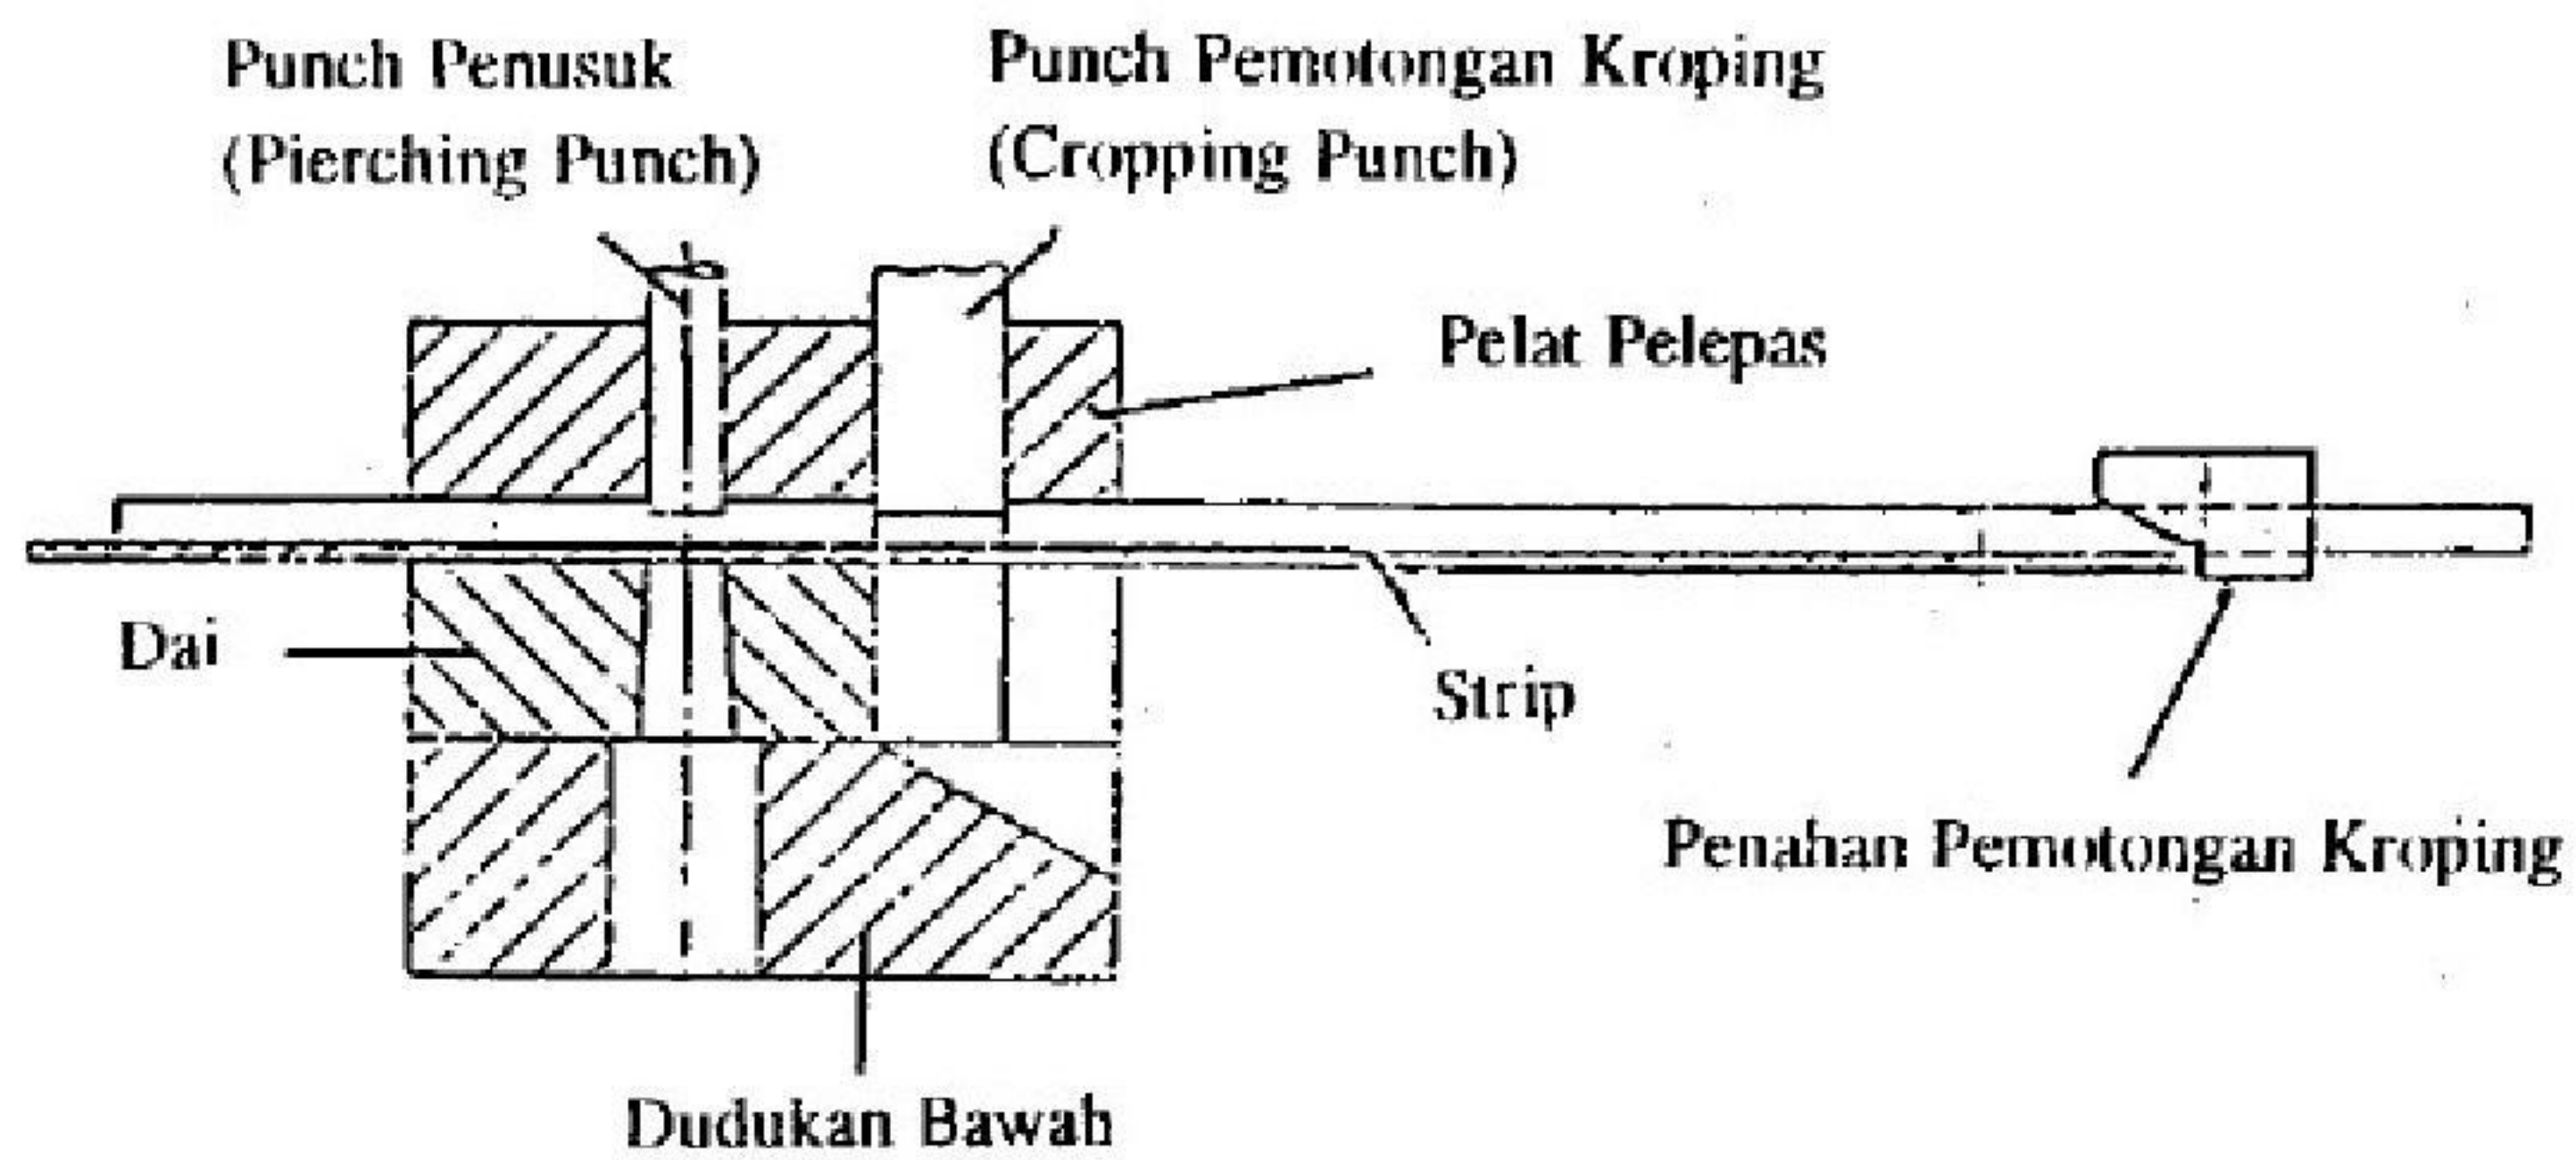 Punch Penusuk
(Pierching Punch)
Punch Pemotongan Kroping
(Cropping Punch)
Pelat Pelepas
Dai
Strip
Penahan Pemotongan Kroping
Dudukan Bawah